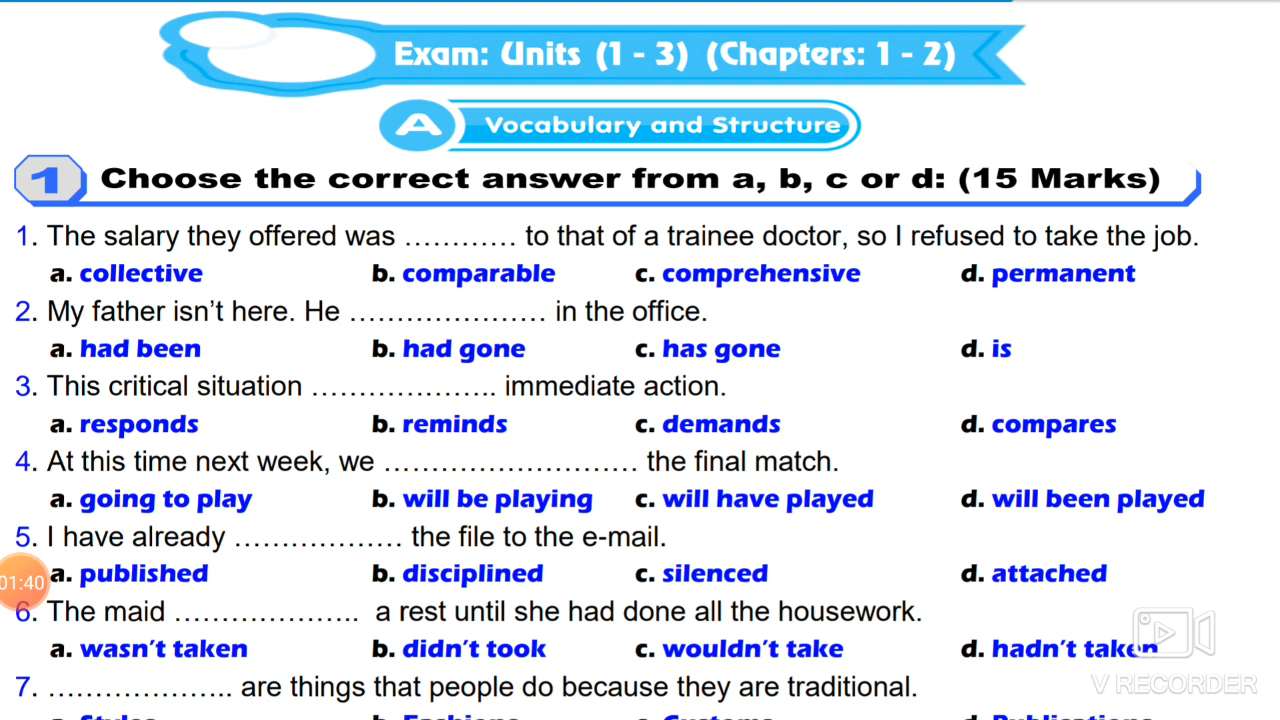 Exam: Units (1 - 3) (Chapters: 1 - 2)
A Vocabulary and Structure
1 Choose the correct answer from a, b, c or d: (15 Marks)
1. The salary they offered was ………… to that of a trainee doctor, so I refused to take the job.
a. collective b. comparable c. comprehensive d. permanent
2. My father isn't here. He ………………… in the office.
a. had been b. had gone c. has gone d. is
3. This critical situation ……………….. immediate action.
a. responds b. reminds c. demands d. compares
4. At this time next week, we ……………………… the final match.
a. going to play b. will be playing c. will have played d. will been played
5. I have already ……………… the file to the e-mail.
01:40 a. published b. disciplined c. silenced d. attached
6. The maid ……………….. a rest until she had done all the housework.
a. wasn't taken b. didn't took c. wouldn't take d. hadn't taken
7. ……………….. are things that people do because they are traditional.
V RECORDER
a. Styles b. Fashions c. Customs d. Publications